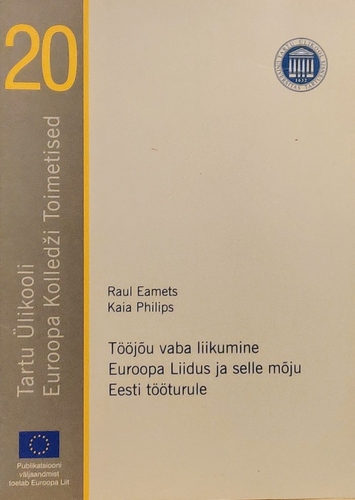 20
Tartu Ülikooli
Euroopa Kolledži Toimetised
Raul Eamets
Kaia Philips
Tööjõu vaba liikumine
Euroopa Liidus ja selle mõju
Eesti tööturule
Publikatsiooni
väljaandmist
toetab Euroopa Liit
1632